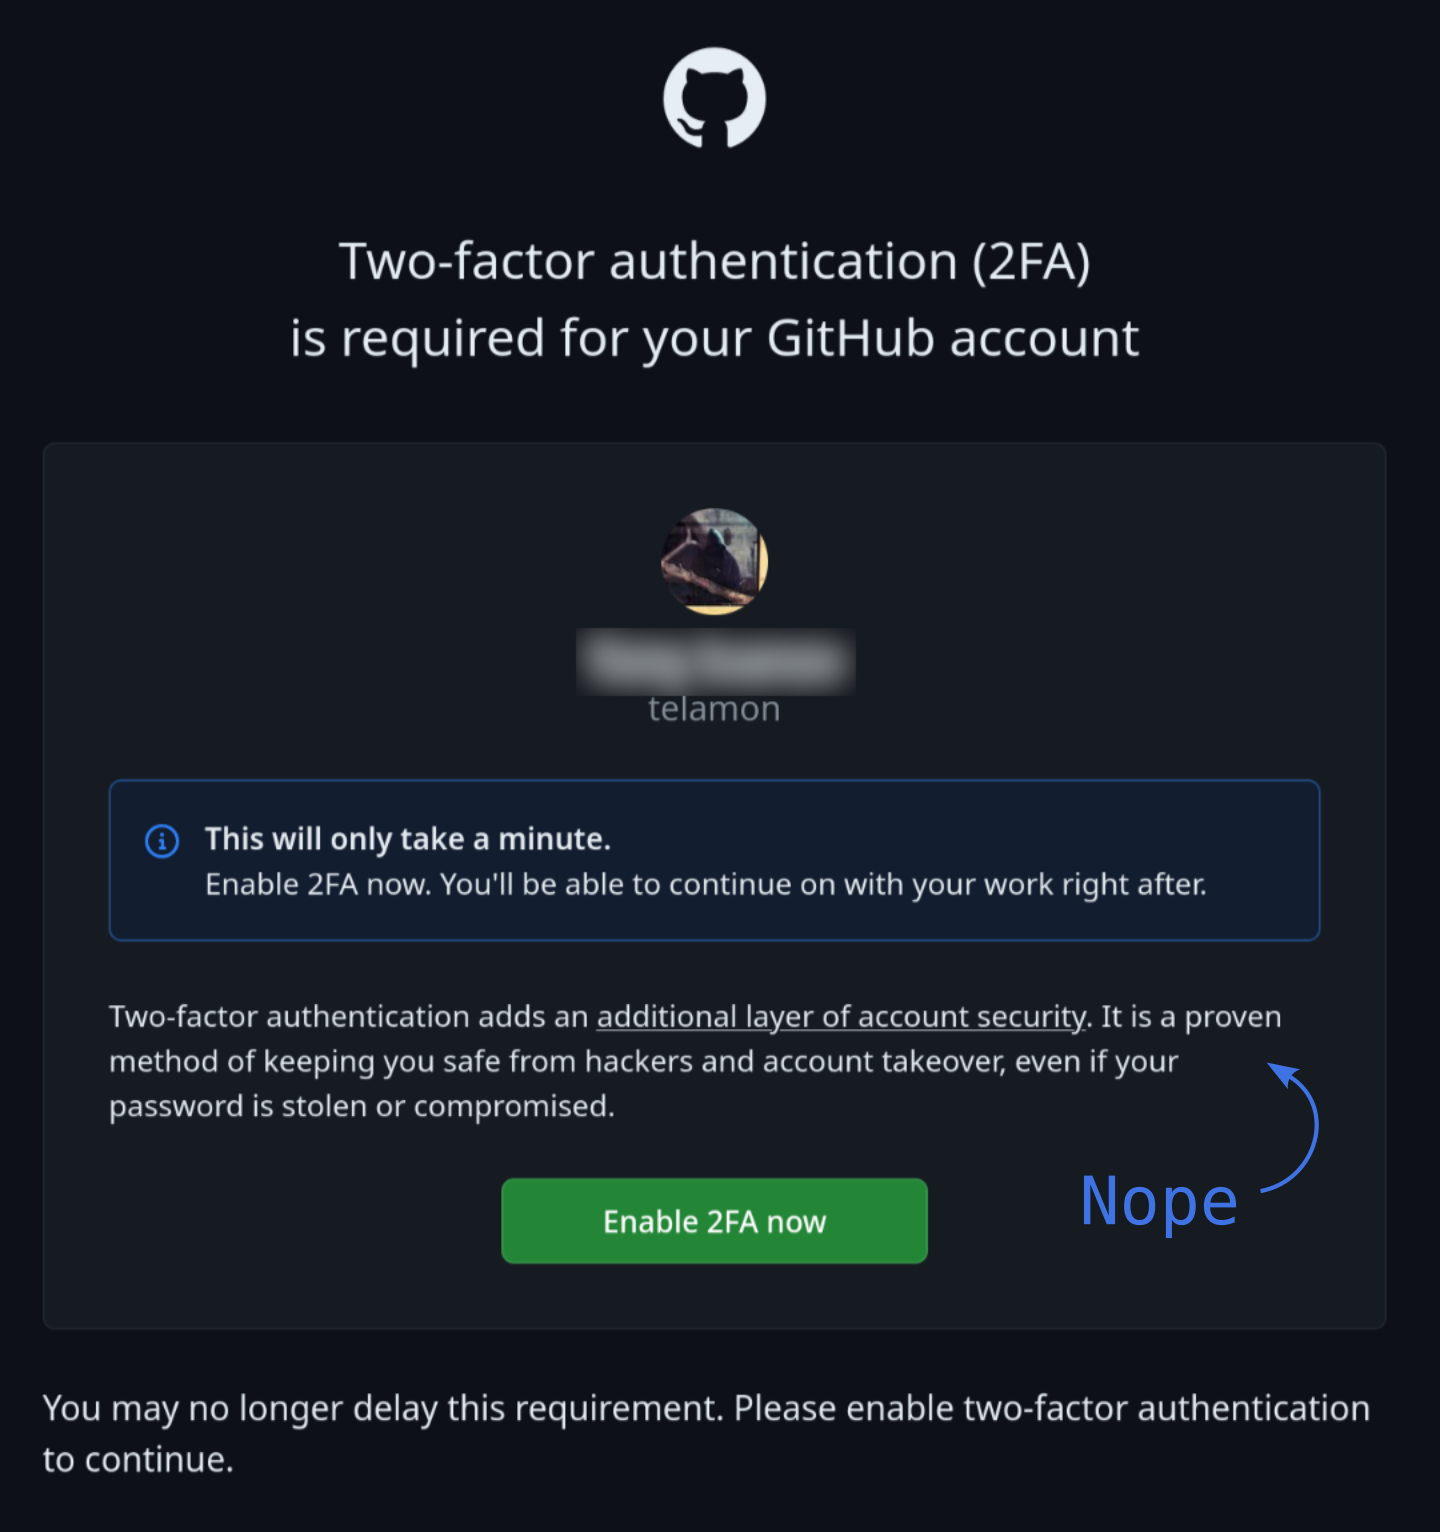 Two-factor authentication (2FA)
is required for your GitHub account
telamon
This will only take a minute.
Enable 2FA now. You'll be able to continue on with your work right after.
Two-factor authentication adds an additional layer of account security. It is a proven
method of keeping you safe from hackers and account takeover, even if your
password is stolen or compromised.
Nope
Enable 2FA now
You may no longer delay this requirement. Please enable two-factor authentication
to continue.